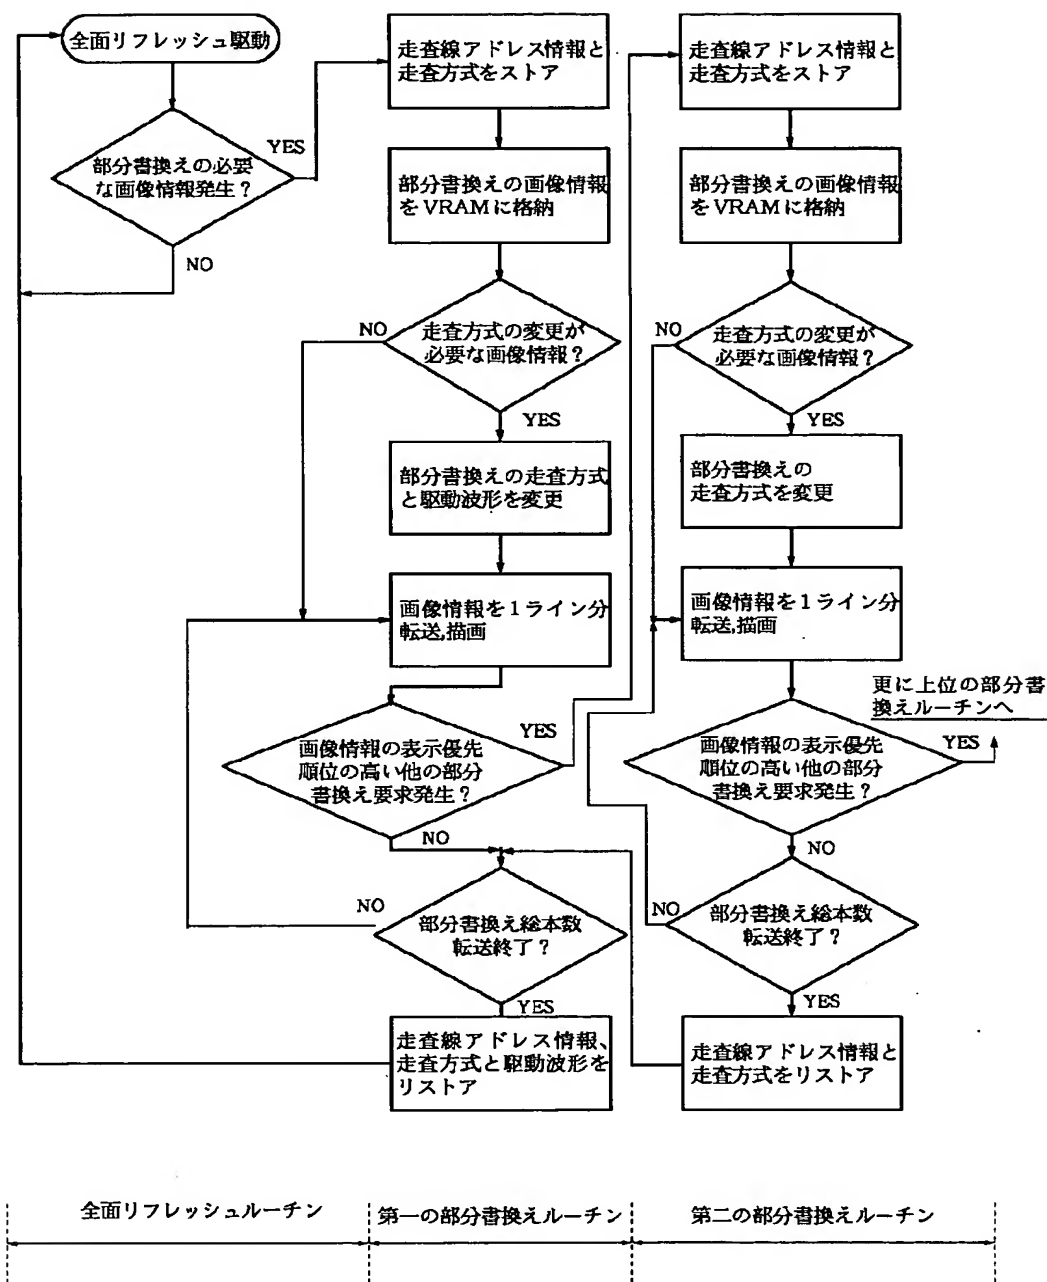 全面リフレッシュ駆動
部分書換えの必要
な画像情報発生？
YES
NO
走査線アドレス情報と
走査方式をストア
部分書換えの画像情報
をVRAMに格納
走査方式の変更が
必要な画像情報？
NO
YES
部分書換えの走査方式
と駆動波形を変更
画像情報を1ライン分
転送,描画
画像情報の表示優先
順位の高い他の部分
書換え要求発生？
YES
NO
部分書換え総本数
転送終了？
NO
YES
走査線アドレス情報、
走査方式と駆動波形を
リストア
走査線アドレス情報と
走査方式をストア
部分書換えの画像情報
をVRAMに格納
走査方式の変更が
必要な画像情報？
NO
YES
部分書換えの
走査方式を変更
画像情報を1ライン分
転送,描画
更に上位の部分書
換えルーチンへ
画像情報の表示優先
順位の高い他の部分
書換え要求発生？
YES
NO
部分書換え総本数
転送終了？
NO
YES
走査線アドレス情報と
走査方式をリストア
全面リフレッシュルーチン
第一の部分書換えルーチン
第二の部分書換えルーチン